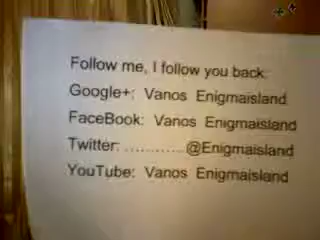 Follow me, I follow you back.
Google+: Vanos Enigmaisland
FaceBook: Vanos Enigmaisland
Twitter: .............@Enigmaisland
YouTube: Vanos Enigmaisland